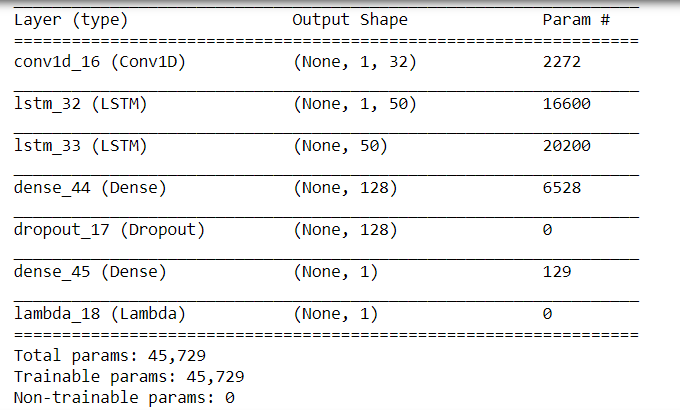 Layer (type) Output Shape Param #
=================================================================
conv1d_16 (Conv1D) (None, 1, 32) 2272
_________________________________________________________________
lstm_32 (LSTM) (None, 1, 50) 16600
_________________________________________________________________
lstm_33 (LSTM) (None, 50) 20200
_________________________________________________________________
dense_44 (Dense) (None, 128) 6528
_________________________________________________________________
dropout_17 (Dropout) (None, 128) 0
_________________________________________________________________
dense_45 (Dense) (None, 1) 129
_________________________________________________________________
lambda_18 (Lambda) (None, 1) 0
=================================================================
Total params: 45,729
Trainable params: 45,729
Non-trainable params: 0